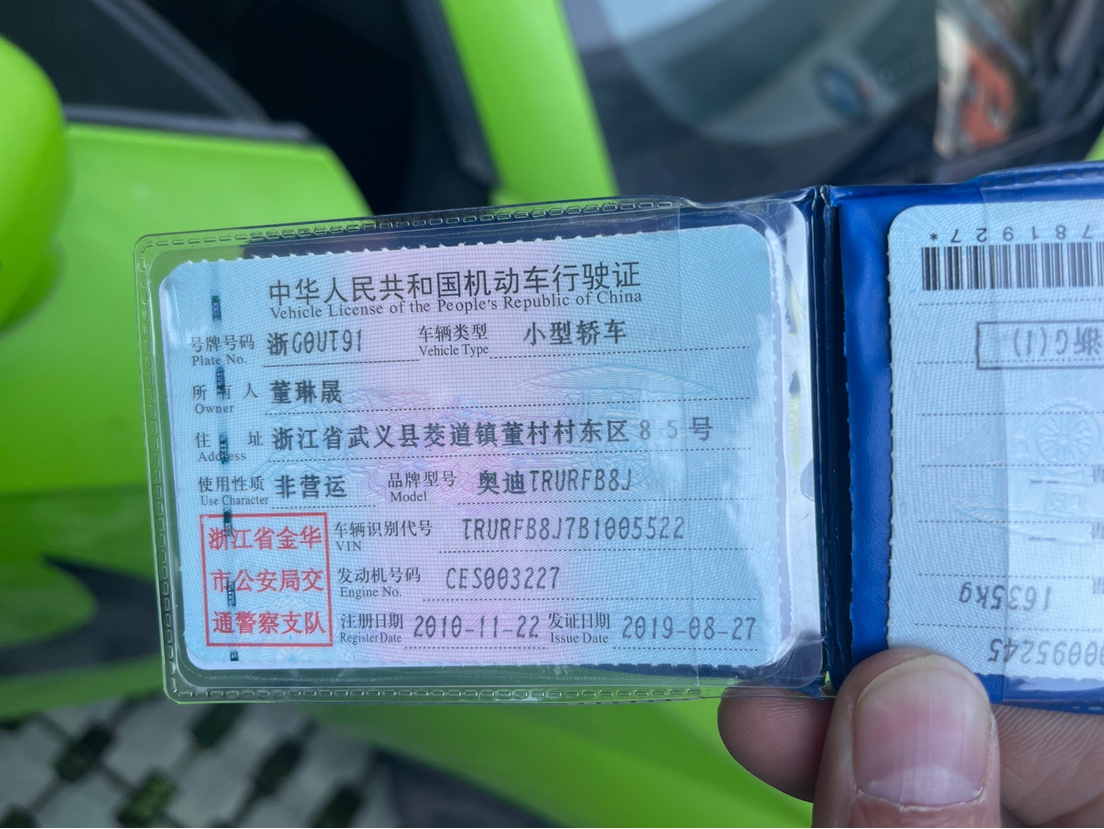 中华人民共和国机动车行驶证
Vehicle License of the People's Republic of China
号牌号码 浙G0UT91 车辆类型 小型轿车
Plate No. Vehicle Type
所有人 董琳晟
Owner
住址 浙江省武义县茭道镇董村村东区85号
Address
使用性质 非营运 品牌型号 奥迪TRURFB8J
Use Character Model
浙江省金华
市公安局交
通警察支队
车辆识别代号 TRURFB8J7B1005522
VIN
发动机号码 CES003227
Engine No.
注册日期 2010-11-22 发证日期 2019-08-27
Register Date Issue Date
781927*
浙G(1)
1635kg
0095245